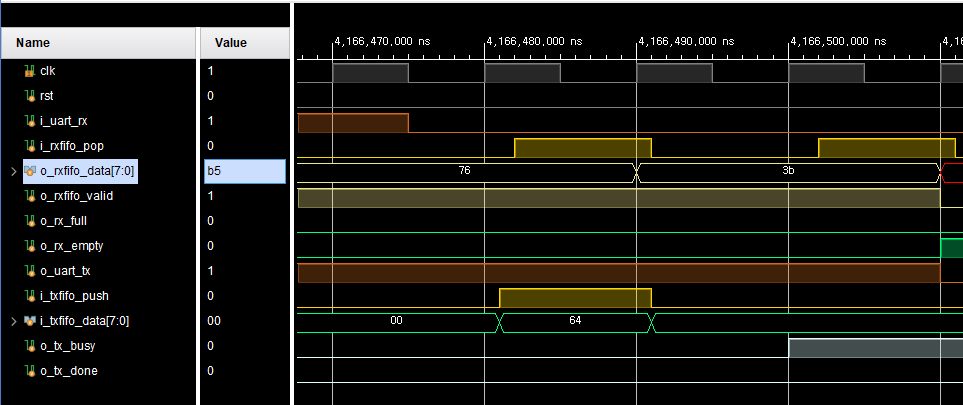 Name Value
4,166,470,000 ns 4,166,480,000 ns 4,166,490,000 ns 4,166,500,000 ns 4,16
clk 1
rst 0
i_uart_rx 1
i_rxfifo_pop 0
o_rxfifo_data[7:0] b5 76 3b
o_rxfifo_valid 1
o_rx_full 0
o_rx_empty 0
o_uart_tx 1
i_txfifo_push 0
i_txfifo_data[7:0] 00 00 64
o_tx_busy 0
o_tx_done 0